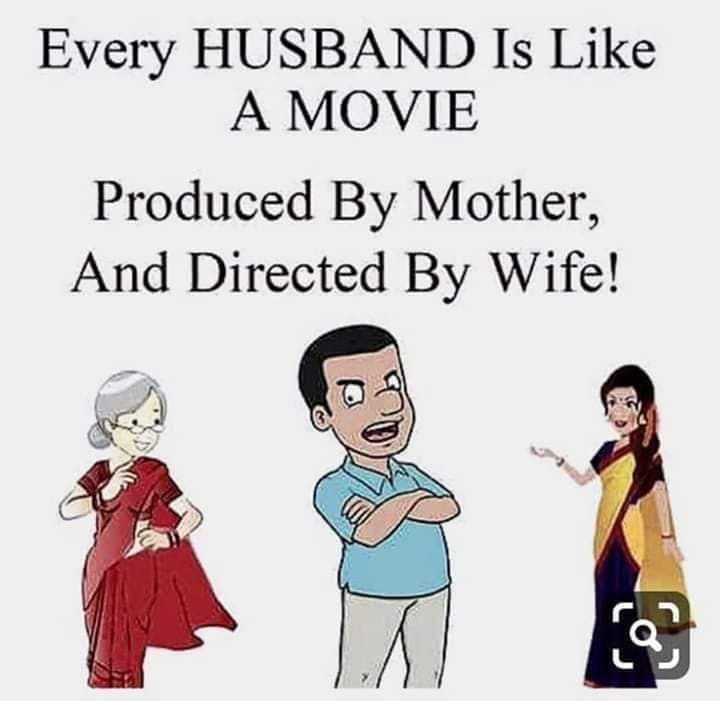 Every HUSBAND Is Like
A MOVIE
Produced By Mother,
And Directed By Wife!